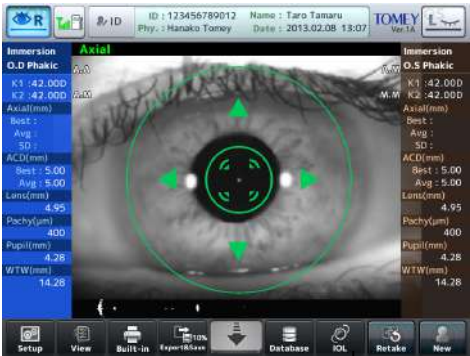 R
ID
ID : 123456789012 Name : Taro Tamaru
Phy. : Hanako Tomey Date : 2013.02.08 13:07
TOMEY
Ver.1A
L
Immersion
O.D Phakic
K1 :42.00D
K2 :42.00D
Axial(mm)
Best :
Avg :
SD :
ACD(mm)
Best : 5.00
Avg : 5.00
Lens(mm)
4.95
Pachy(μm)
400
Pupil(mm)
4.28
WTW(mm)
14.28
Axial
A.A
A.M
M.M
Immersion
O.S Phakic
K1 :42.00D
K2 :42.00D
Axial(mm)
Best :
Avg :
SD :
ACD(mm)
Best : 5.00
Avg : 5.00
Lens(mm)
4.95
Pachy(μm)
400
Pupil(mm)
4.28
WTW(mm)
14.28
10%
Setup View Built-in Export&Save Database IOL Retake New